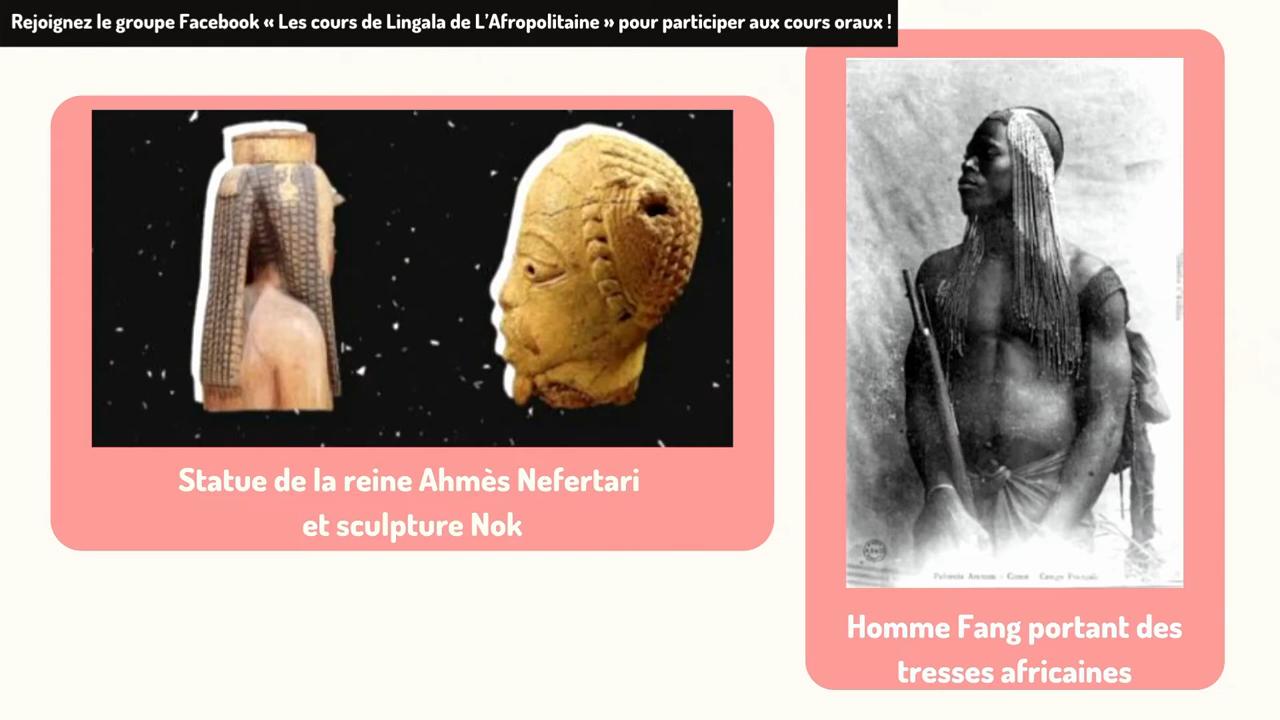 Rejoignez le groupe Facebook « Les cours de Lingala de L’Afropolitaine » pour participer aux cours oraux !
Statue de la reine Ahmès Nefertari
et sculpture Nok
Homme Fang portant des
tresses africaines